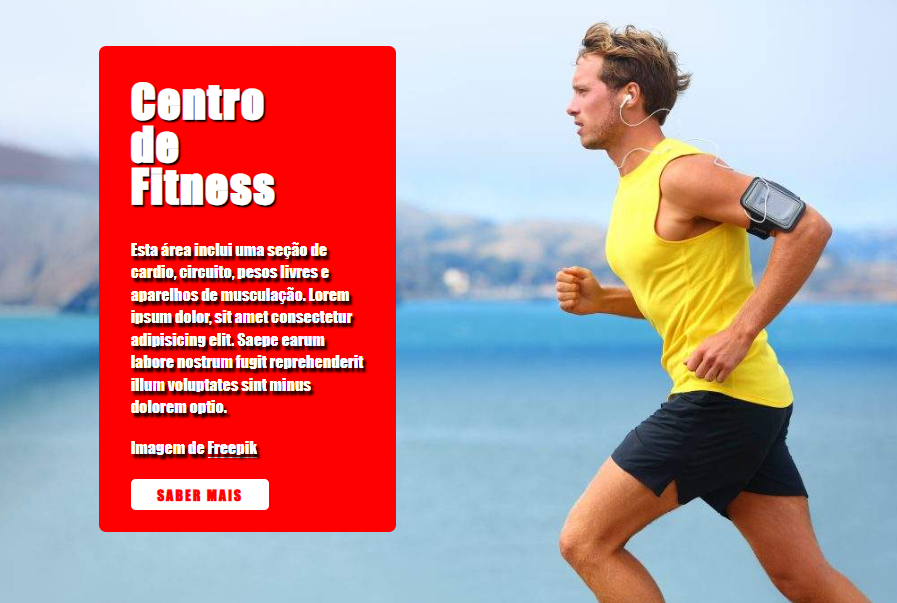 Centro
de
Fitness
Esta área inclui uma seção de
cardio, circuito, pesos livres e
aparelhos de musculação. Lorem
ipsum dolor, sit amet consectetur
adipisicing elit. Saepe earum
labore nostrum fugit reprehenderit
illum voluptates sint minus
dolorem optio.
Imagem de Freepik
SABER MAIS